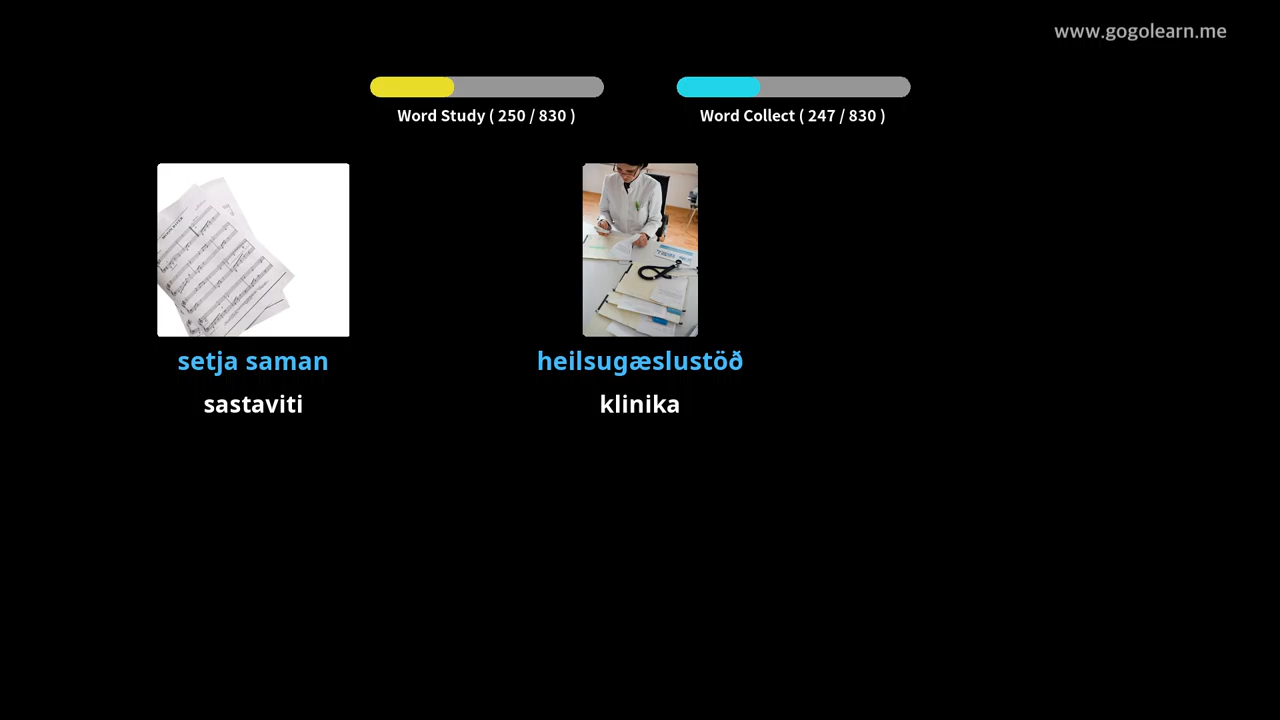 www.gogolearn.me
Word Study ( 250 / 830 )
Word Collect ( 247 / 830 )
setja saman
sastaviti
heilsugæslustöð
klinika